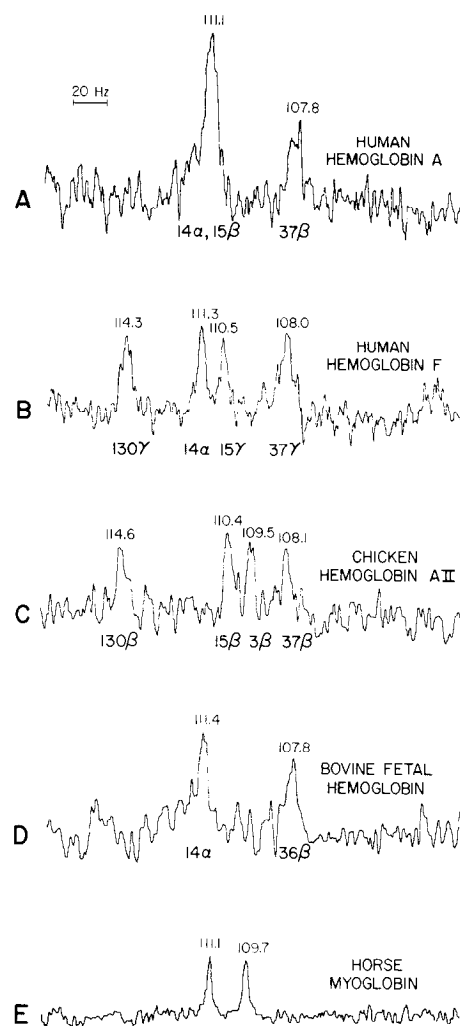 111.1
20 Hz
107.8
HUMAN
HEMOGLOBIN A
A
14α, 15β
37β
114.3
111.3
110.5
108.0
HUMAN
HEMOGLOBIN F
B
130γ
14α
15γ
37γ
114.6
110.4
109.5
108.1
CHICKEN
HEMOGLOBIN A II
C
130β
15β
3β
37β
111.4
107.8
BOVINE FETAL
HEMOGLOBIN
D
14α
36β
111.1
109.7
HORSE
MYOGLOBIN
E